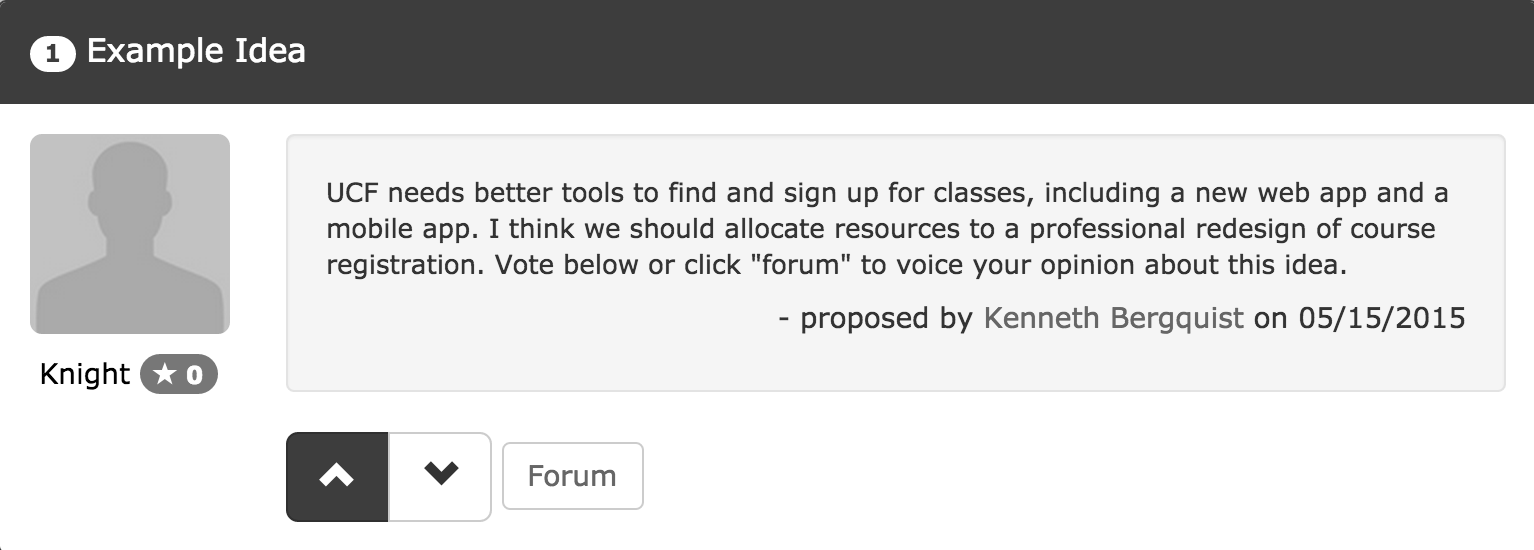 1 Example Idea
UCF needs better tools to find and sign up for classes, including a new web app and a
mobile app. I think we should allocate resources to a professional redesign of course
registration. Vote below or click "forum" to voice your opinion about this idea.
- proposed by Kenneth Bergquist on 05/15/2015
Knight ★ 0
Forum